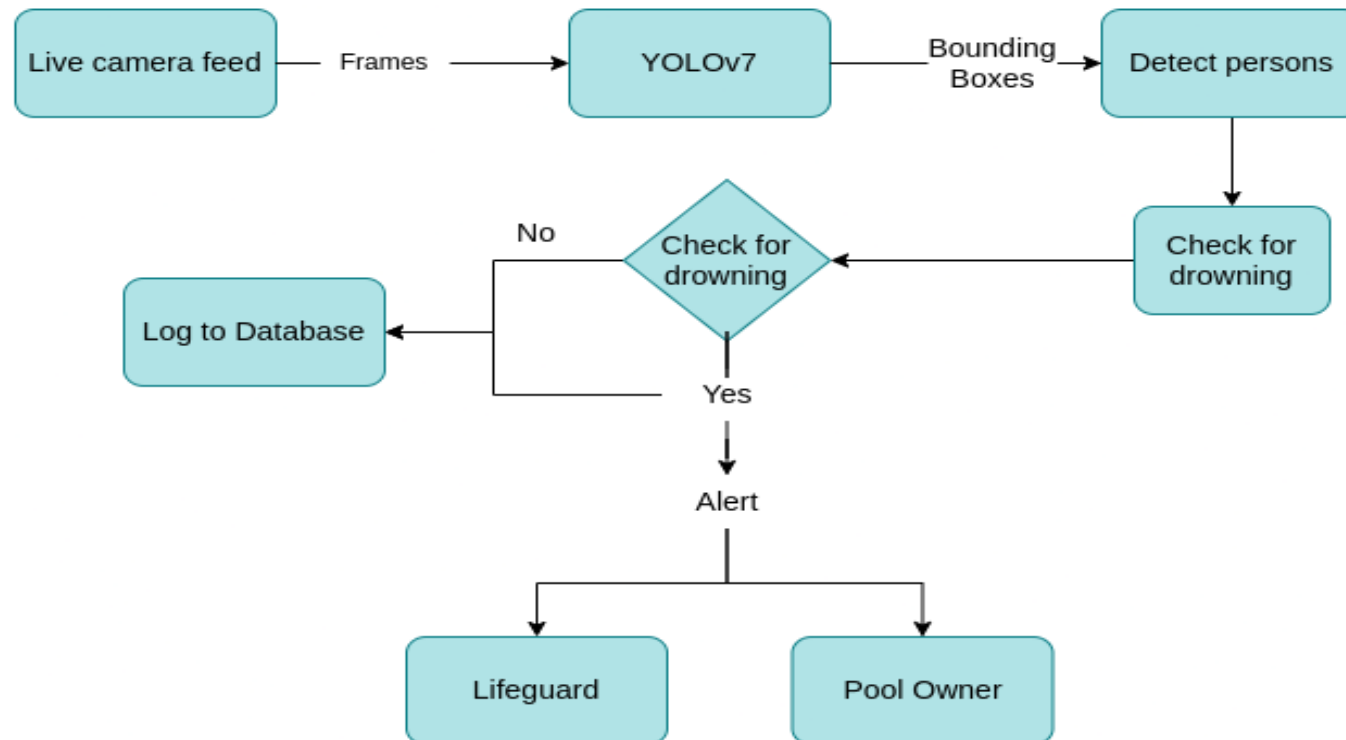 Live camera feed
Frames
YOLOv7
Bounding
Boxes
Detect persons
Check for
drowning
Check for
drowning
No
Log to Database
Yes
Alert
Lifeguard
Pool Owner